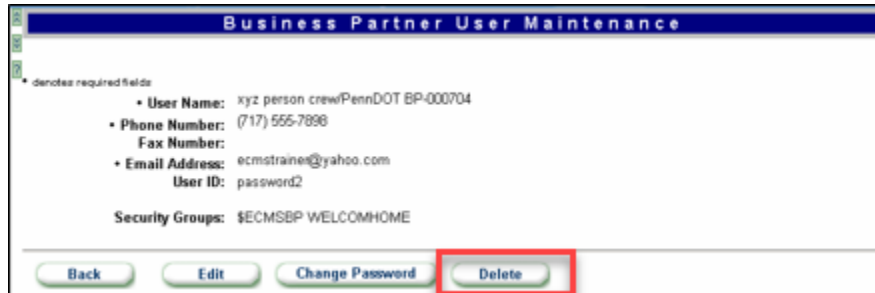 Business Partner User Maintenance
?
• denotes required fields
• User Name: xyz person crew/PennDOT BP-000704
• Phone Number: (717) 555-7898
Fax Number:
• Email Address: ecmstrainer@yahoo.com
User ID: password2
Security Groups: $ECMSBP WELCOMHOME
Back Edit Change Password Delete